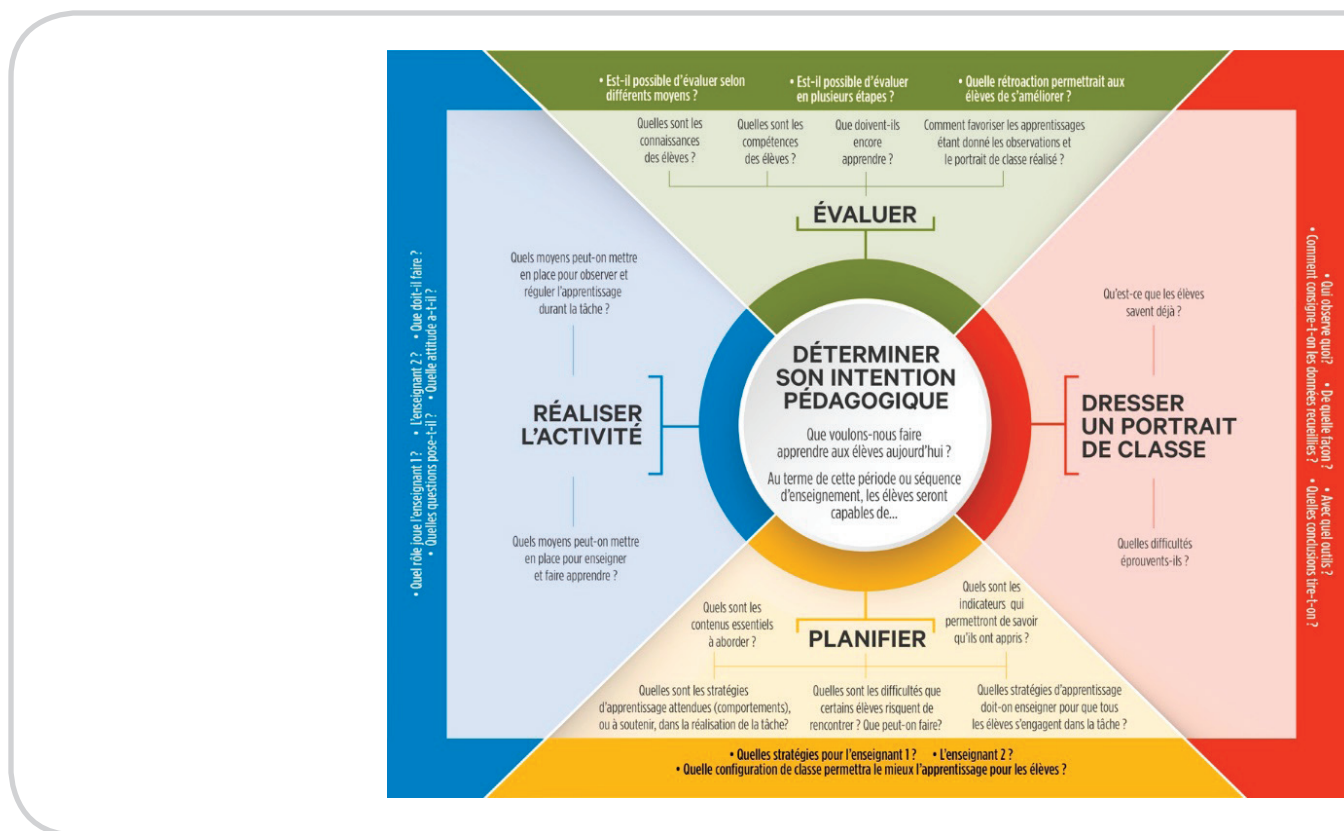 • Est-il possible d'évaluer selon
différents moyens ?
• Est-il possible d'évaluer
en plusieurs étapes ?
• Quelle rétroaction permettrait aux
élèves de s'améliorer ?
Quelles sont les
connaissances
des élèves ?
Quelles sont les
compétences
des élèves ?
Que doivent-ils
encore
apprendre ?
Comment favoriser les apprentissages
étant donné les observations et
le portrait de classe réalisé ?
ÉVALUER
• Quel rôle joue l'enseignant 1 ? • L'enseignant 2 ? • Que doit-il faire ?
• Quelles questions pose-t-il ? • Quelle attitude a-t-il ?
Quels moyens peut-on mettre
en place pour observer et
réguler l'apprentissage
durant la tâche ?
RÉALISER
L'ACTIVITÉ
Quels moyens peut-on mettre
en place pour enseigner
et faire apprendre ?
DÉTERMINER
SON INTENTION
PÉDAGOGIQUE
Que voulons-nous faire
apprendre aux élèves aujourd'hui ?
Au terme de cette période ou séquence
d'enseignement, les élèves seront
capables de...
Qu'est-ce que les élèves
savent déjà ?
DRESSER
UN PORTRAIT
DE CLASSE
Quelles difficultés
éprouvent-ils ?
• Qui observe quoi? • De quelle façon ? • Avec quel outils ?
• Comment consigne-t-on les données recueillies ? • Quelles conclusions tire-t-on ?
Quels sont les
contenus essentiels
à aborder ?
PLANIFIER
Quels sont les
indicateurs qui
permettront de savoir
qu'ils ont appris ?
Quelles sont les stratégies
d'apprentissage attendues (comportements),
ou à soutenir, dans la réalisation de la tâche?
Quelles sont les difficultés que
certains élèves risquent de
rencontrer ? Que peut-on faire?
Quelles stratégies d'apprentissage
doit-on enseigner pour que tous
les élèves s'engagent dans la tâche ?
• Quelles stratégies pour l'enseignant 1 ? • L'enseignant 2 ?
• Quelle configuration de classe permettra le mieux l'apprentissage pour les élèves ?